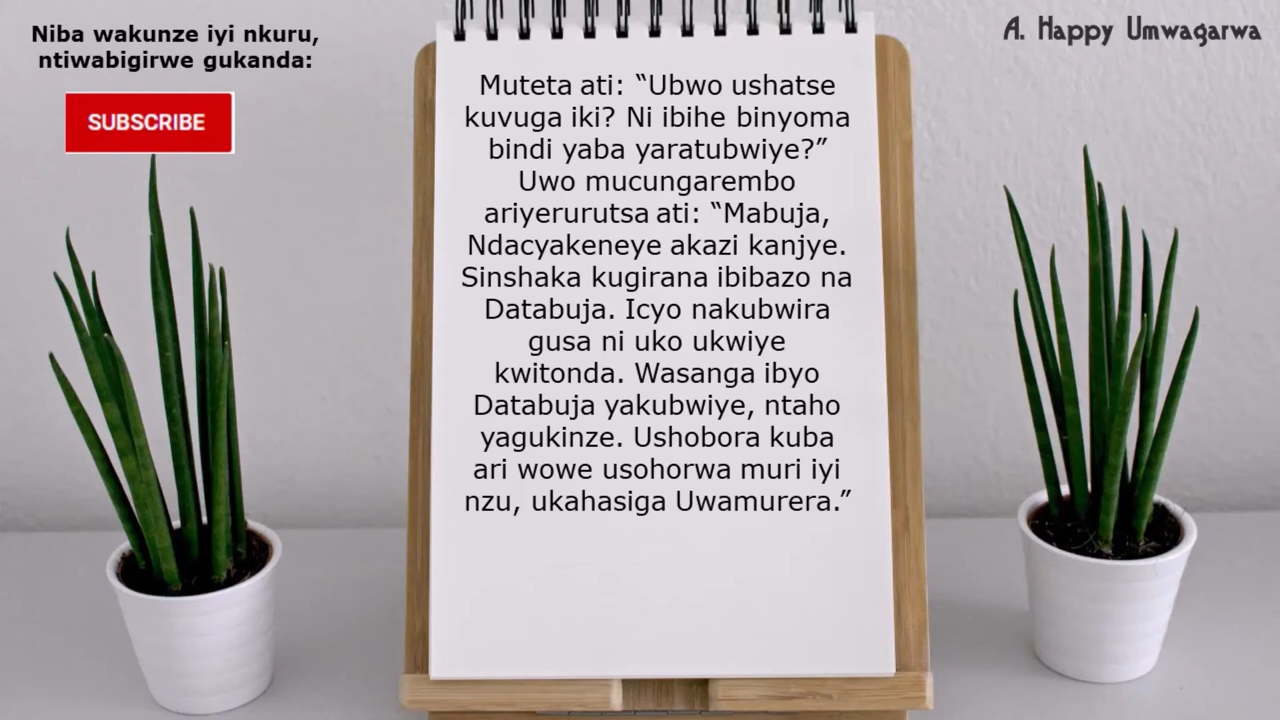 Niba wakunze iyi nkuru,
ntiwabigirwe gukanda:
SUBSCRIBE
A. Happy Umwagarwa
Muteta ati: “Ubwo ushatse
kuvuga iki? Ni ibihe binyoma
bindi yaba yaratubwiye?”
Uwo mucungarembo
ariyerurutsa ati: “Mabuja,
Ndacyakeneye akazi kanjye.
Sinshaka kugirana ibibazo na
Databuja. Icyo nakubwira
gusa ni uko ukwiye
kwitonda. Wasanga ibyo
Databuja yakubwiye, ntaho
yagukinze. Ushobora kuba
ari wowe usohorwa muri iyi
nzu, ukahasiga Uwamurera.”